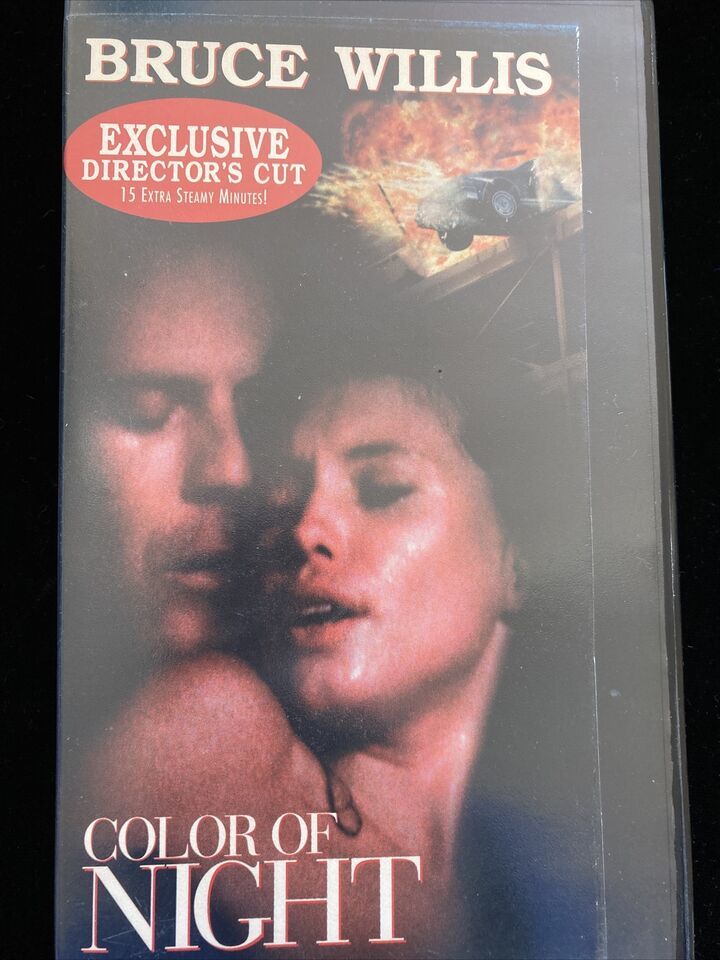 BRUCE WILLIS
EXCLUSIVE
DIRECTOR'S CUT
15 EXTRA STEAMY MINUTES!
COLOR OF
NIGHT